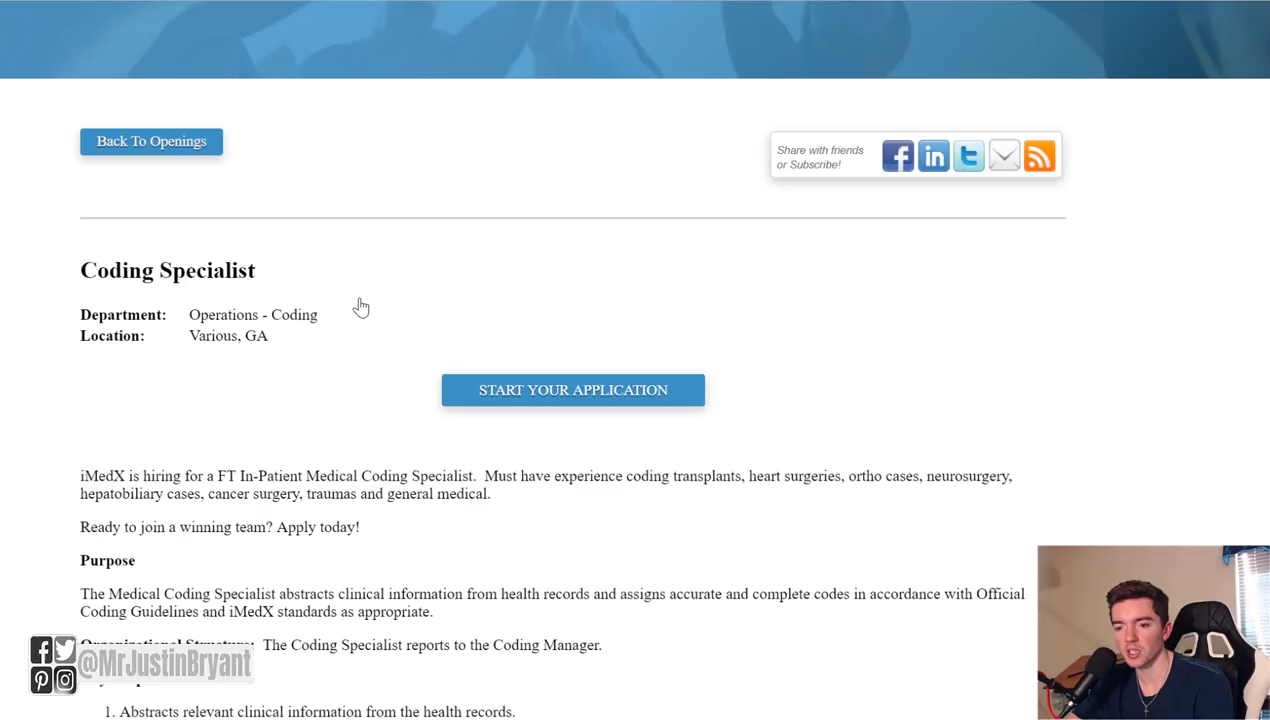 Back To Openings
Share with friends
or Subscribe!
Coding Specialist
Department: Operations - Coding
Location: Various, GA
START YOUR APPLICATION
iMedX is hiring for a FT In-Patient Medical Coding Specialist. Must have experience coding transplants, heart surgeries, ortho cases, neurosurgery,
hepatobiliary cases, cancer surgery, traumas and general medical.
Ready to join a winning team? Apply today!
Purpose
The Medical Coding Specialist abstracts clinical information from health records and assigns accurate and complete codes in accordance with Official
Coding Guidelines and iMedX standards as appropriate.
Organizational Structure: The Coding Specialist reports to the Coding Manager.
@MrJustinBryant
1. Abstracts relevant clinical information from the health records.